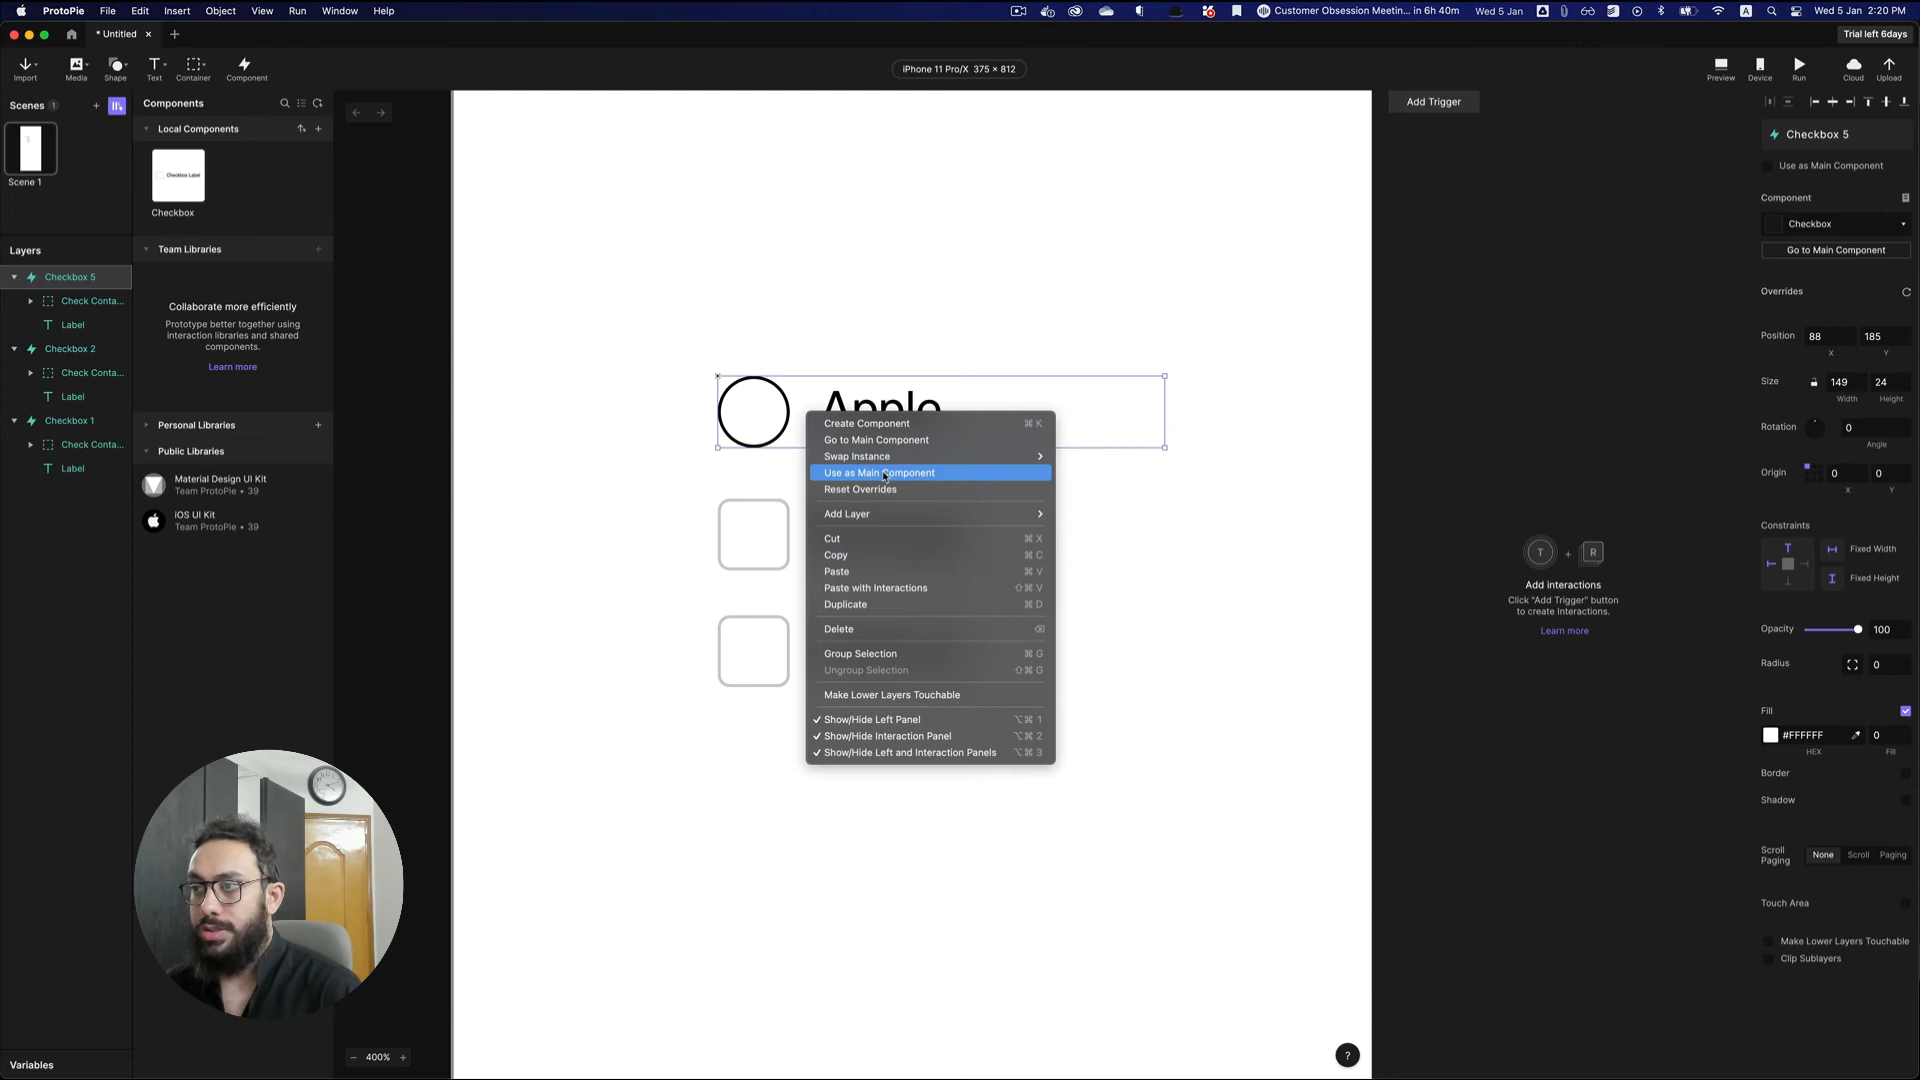 ProtoPie File Edit Insert Object View Run Window Help
Customer Obsession Meetin... in 6h 40m Wed 5 Jan
A
Wed 5 Jan 2:20 PM
* Untitled
Trial left 6days
Import
Media
Shape
Text
Container
Component
iPhone 11 Pro/X 375 × 812
Preview
Device
Run
Cloud
Upload
Scenes 1
Scene 1
Components
Local Components
Checkbox Label
Checkbox
Team Libraries
Collaborate more efficiently
Prototype better together using
interaction libraries and shared
components.
Learn more
Personal Libraries
Public Libraries
Material Design UI Kit
Team ProtoPie • 39
iOS UI Kit
Team ProtoPie • 39
Layers
Checkbox 5
Check Conta...
Label
Checkbox 2
Check Conta...
Label
Checkbox 1
Check Conta...
Label
Variables
400%
Apple
Create Component ⌘ K
Go to Main Component
Swap Instance
Use as Main Component
Reset Overrides
Add Layer
Cut ⌘ X
Copy ⌘ C
Paste ⌘ V
Paste with Interactions ⇧⌘ V
Duplicate ⌘ D
Delete
Group Selection ⌘ G
Ungroup Selection ⇧⌘ G
Make Lower Layers Touchable
✓ Show/Hide Left Panel ⌥⌘ 1
✓ Show/Hide Interaction Panel ⌥⌘ 2
✓ Show/Hide Left and Interaction Panels ⌥⌘ 3
?
Add Trigger
T + R
Add interactions
Click "Add Trigger" button
to create Interactions.
Learn more
Checkbox 5
Use as Main Component
Component
Checkbox
Go to Main Component
Overrides
Position 88 185
X Y
Size 149 24
Width Height
Rotation 0
Angle
Origin 0 0
X Y
Constraints
Fixed Width
Fixed Height
Opacity 100
Radius 0
Fill
#FFFFFF 0
HEX Fill
Border
Shadow
Scroll
Paging
None Scroll Paging
Touch Area
Make Lower Layers Touchable
Clip Sublayers